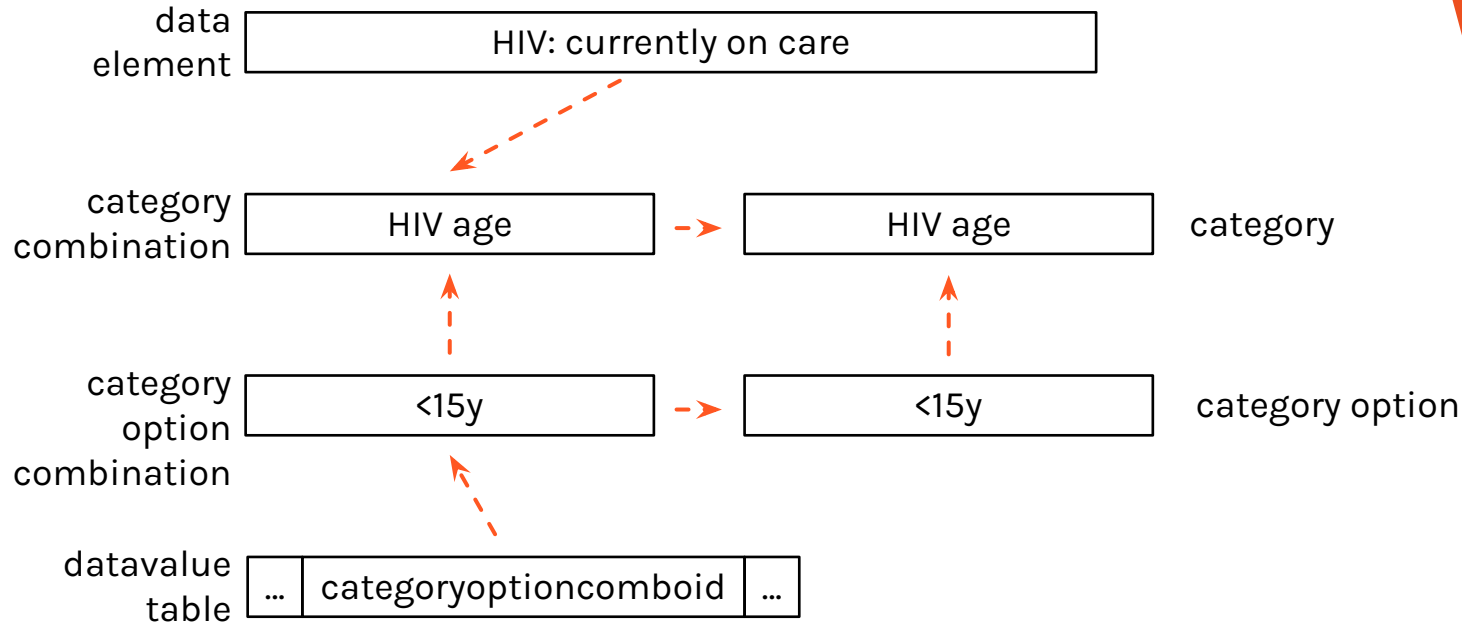 data
element
HIV: currently on care
category
combination
HIV age
HIV age
category
category
option
combination
<15y
<15y
category option
datavalue
table
...
categoryoptioncomboid
...